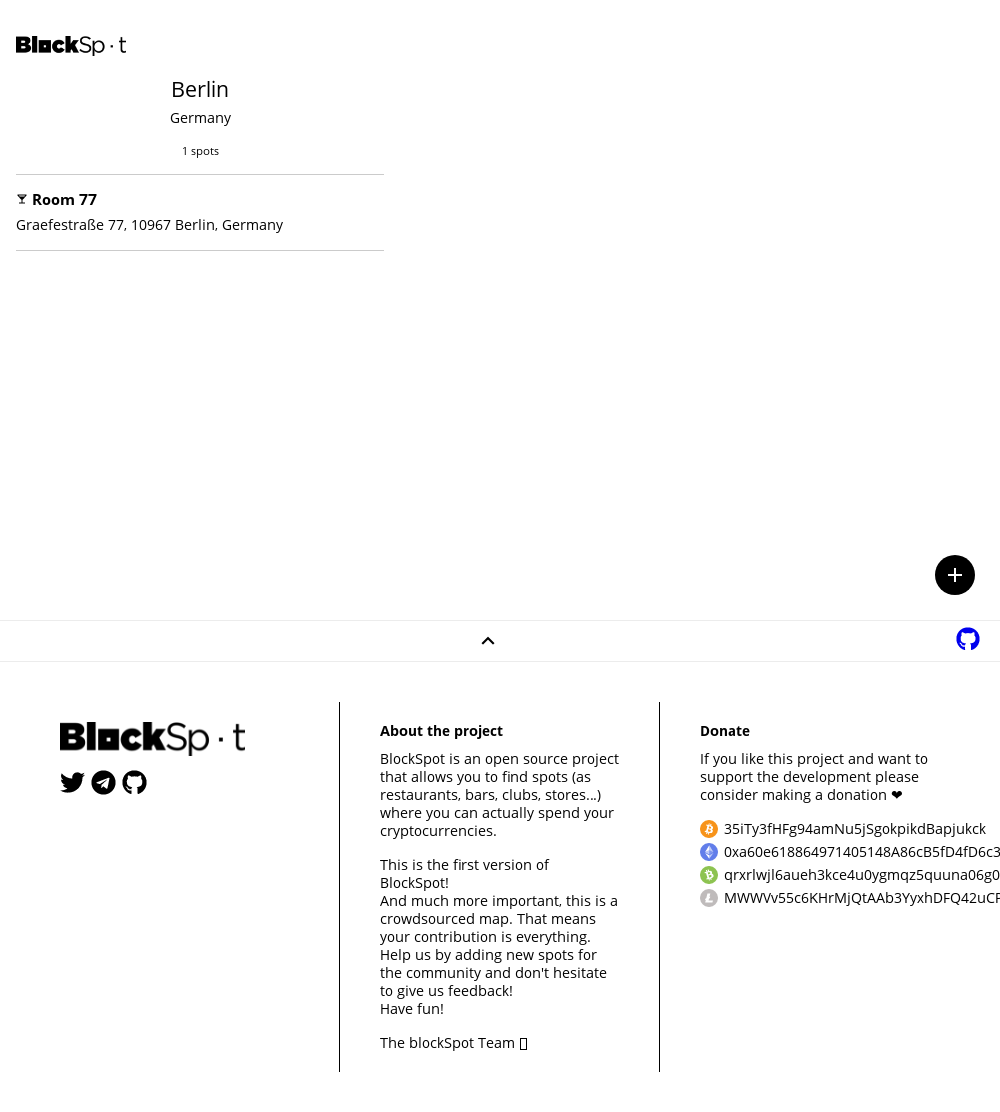 BlockSp·t
Berlin
Germany
1 spots
Room 77
Graefestraße 77, 10967 Berlin, Germany
BlockSp·t
About the project
BlockSpot is an open source project
that allows you to find spots (as
restaurants, bars, clubs, stores...)
where you can actually spend your
cryptocurrencies.
This is the first version of
BlockSpot!
And much more important, this is a
crowdsourced map. That means
your contribution is everything.
Help us by adding new spots for
the community and don't hesitate
to give us feedback!
Have fun!
The blockSpot Team
Donate
If you like this project and want to
support the development please
consider making a donation ❤
35iTy3fHFg94amNu5jSgokpikdBapjukck
0xa60e618864971405148A86cB5fD4fD6c3
qrxrlwjl6aueh3kce4u0ygmqz5quuna06g0
MWWVv55c6KHrMjQtAAb3YyxhDFQ42uCF